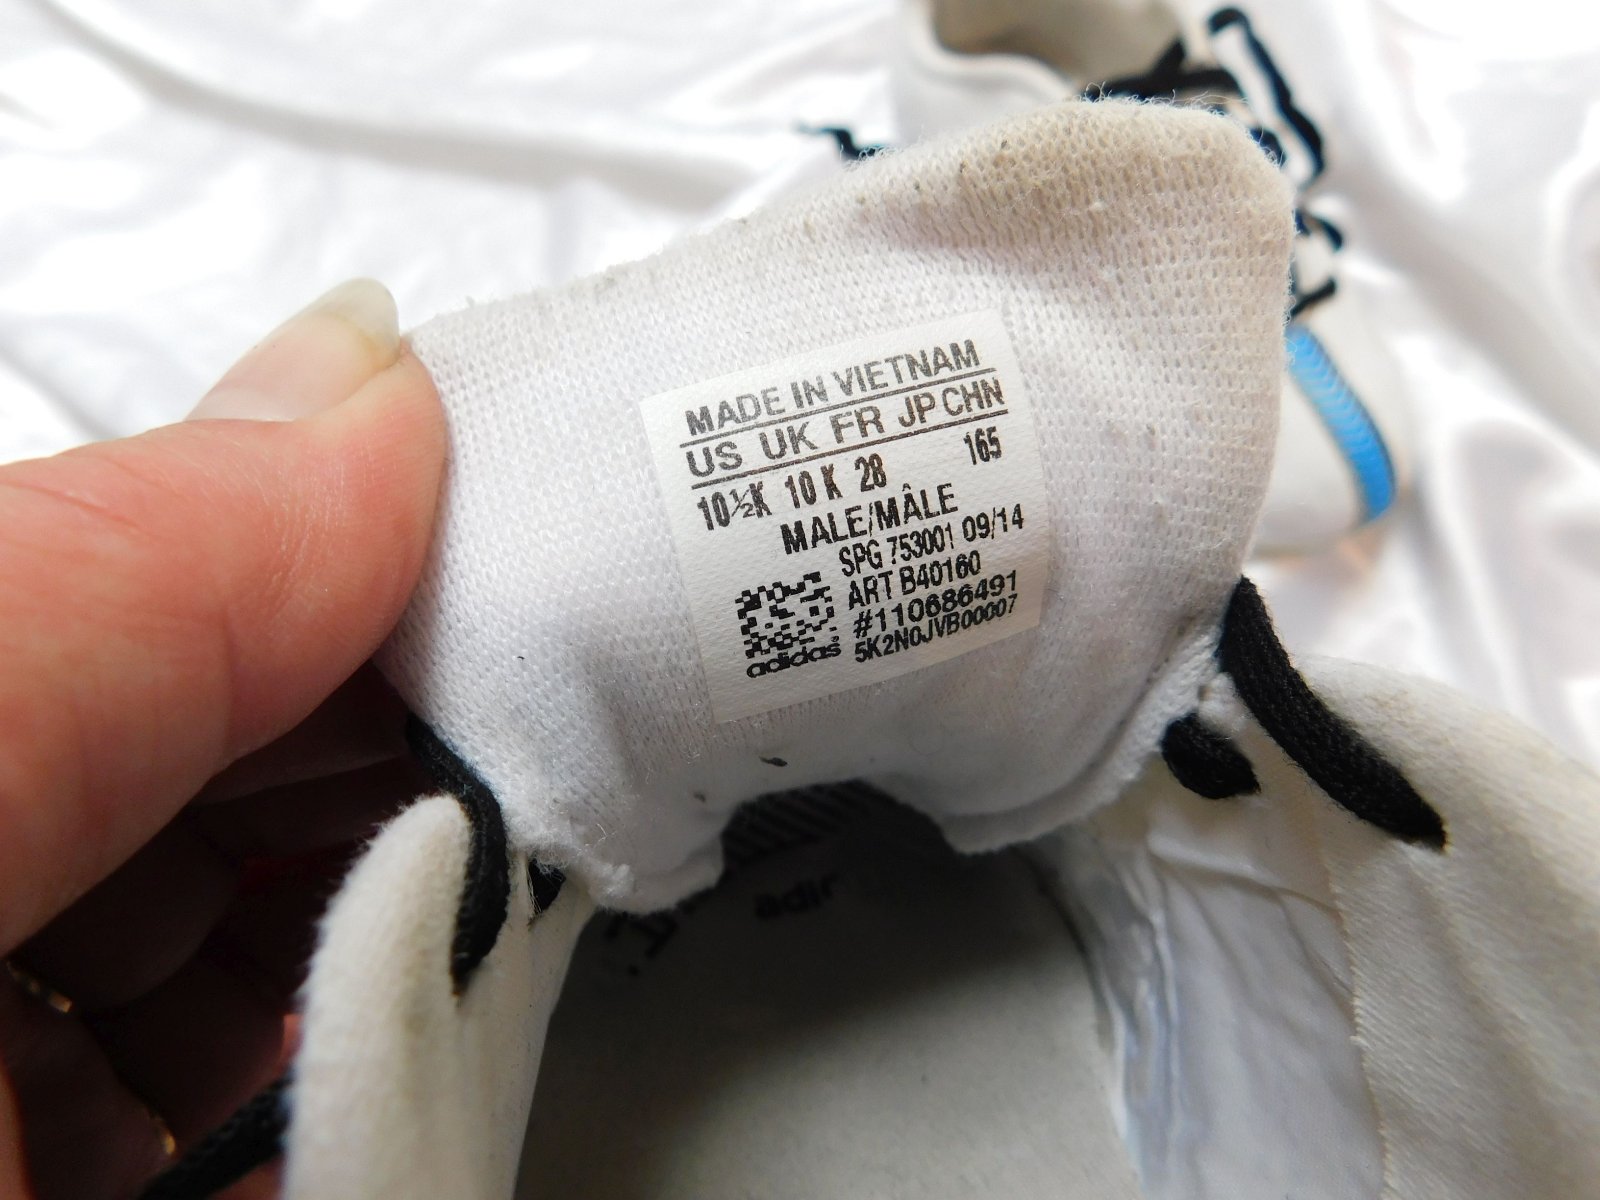 MADE IN VIETNAM
US UK FR JP CHN
10½K 10K 28 165
MALE/MÂLE
SPG 753001 09/14
ART B40160
#110686491
5K2N0JVB00007
adidas